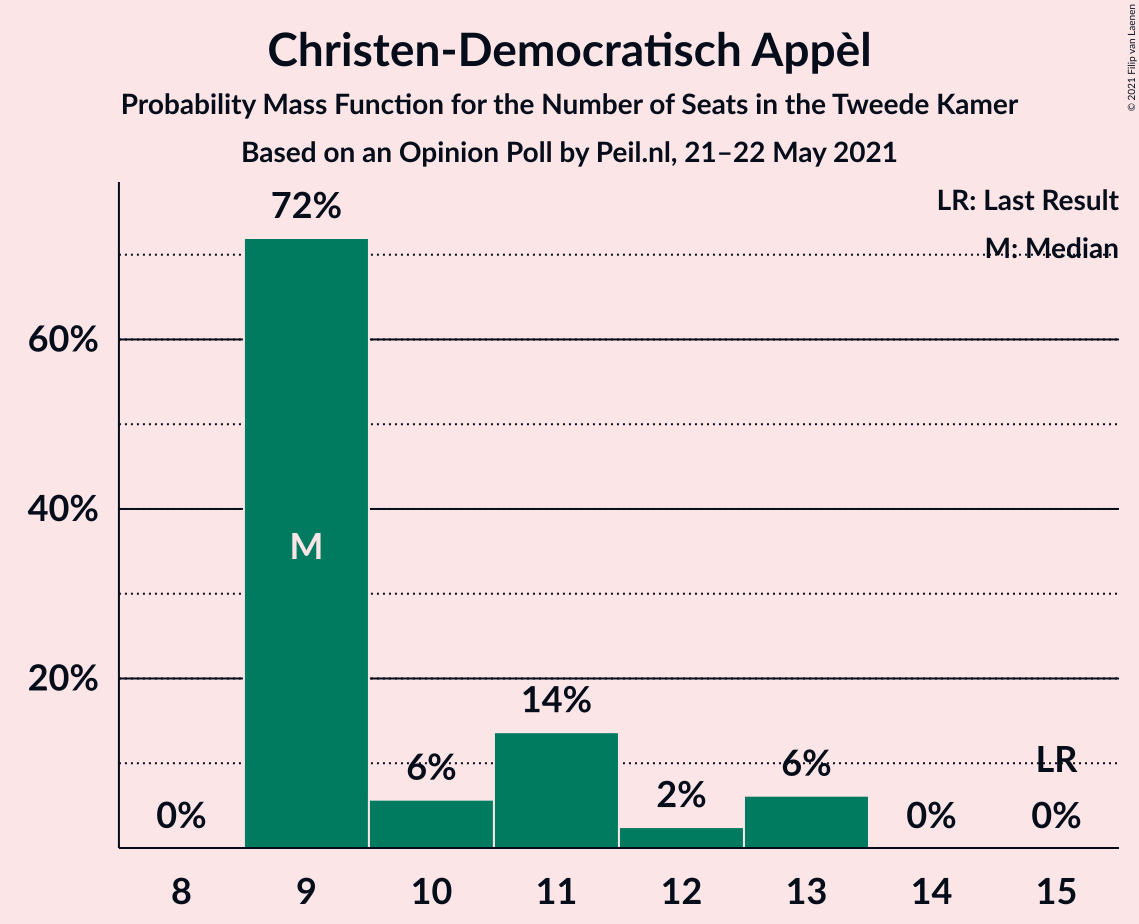 Christen-Democratisch Appèl
Probability Mass Function for the Number of Seats in the Tweede Kamer
Based on an Opinion Poll by Peil.nl, 21–22 May 2021
© 2021 Filip van Laenen
LR: Last Result
M: Median
72%
60%
40%
M
20%
14%
6%
6%
LR
2%
0%
0%
0%
8 9 10 11 12 13 14 15